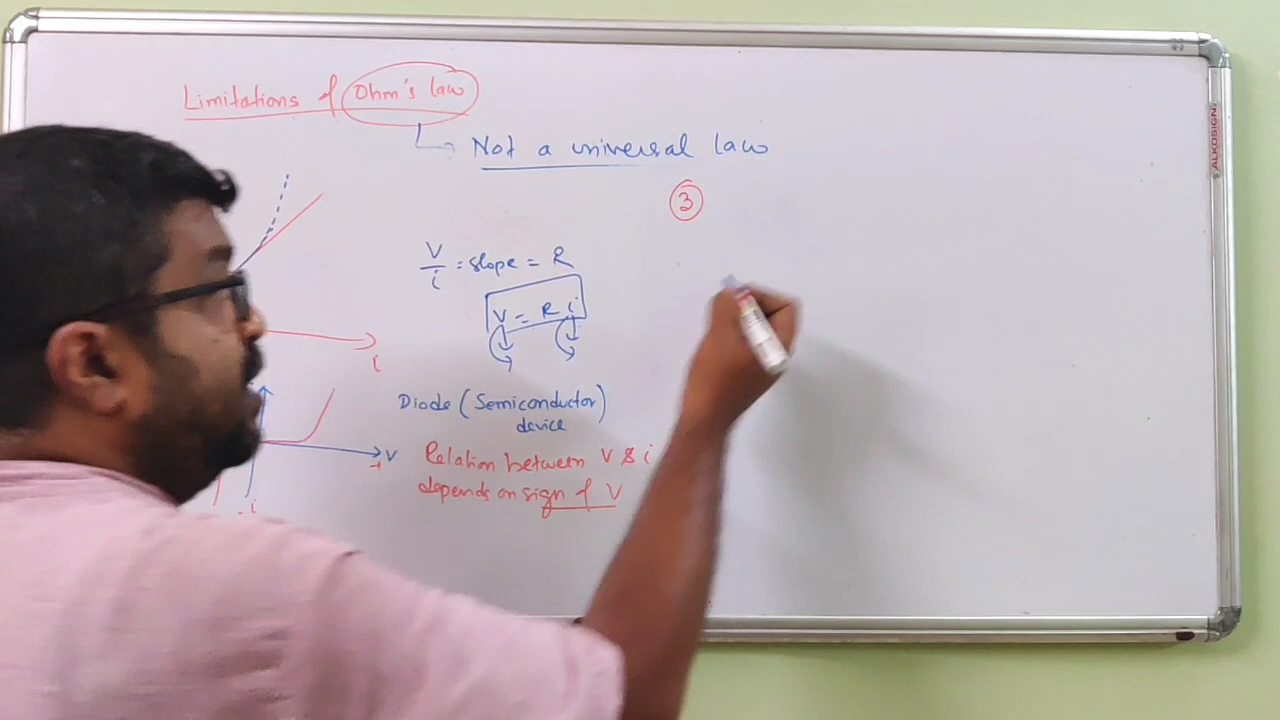 Limitations of Ohm's law
Not a universal law
3
V/i = slope = R
V = R i
i
Diode (Semiconductor)
device
V
Relation between V & i
depends on sign of V
-i
ALKOSIGN